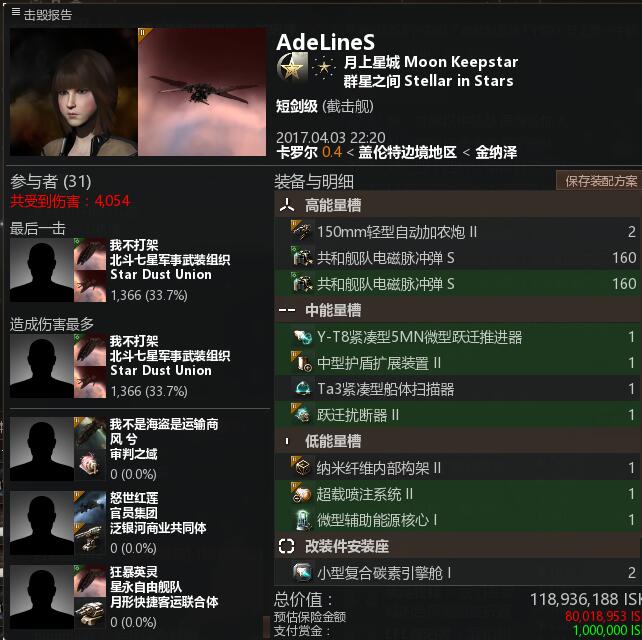 击毁报告
AdeLineS
月上星城 Moon Keepstar
群星之间 Stellar in Stars
短剑级 (截击舰)
2017.04.03 22:20
卡罗尔 0.4 < 盖伦特边境地区 < 金纳泽
参与者 (31)
共受到伤害：4,054
最后一击
我不打架
北斗七星军事武装组织
Star Dust Union
1,366 (33.7%)
造成伤害最多
我不打架
北斗七星军事武装组织
Star Dust Union
1,366 (33.7%)
我不是海盗是运输商
风 兮
审判之域
0 (0.0%)
怒世红莲
官员集团
泛银河商业共同体
0 (0.0%)
狂暴英灵
星永自由舰队
月彤快捷客运联合体
0 (0.0%)
装备与明细
保存装配方案
高能量槽
150mm轻型自动加农炮 II 2
共和舰队电磁脉冲弹 S 160
共和舰队电磁脉冲弹 S 160
中能量槽
Y-T8紧凑型5MN微型跃迁推进器 1
中型护盾扩展装置 II 1
Ta3紧凑型船体扫描器 1
跃迁扰断器 II 1
低能量槽
纳米纤维内部构架 II 1
超载喷注系统 II 1
微型辅助能源核心 I 1
改装件安装座
小型复合碳素引擎舱 I 2
总价值： 118,936,188 ISK
预估保险金额 80,018,953 IS
支付赏金： 1,000,000 IS